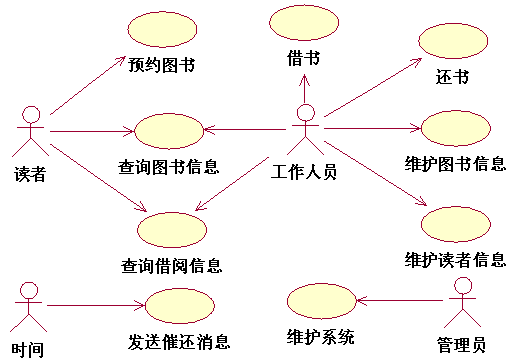 预约图书
借书
还书
读者
查询图书信息
工作人员
维护图书信息
查询借阅信息
维护读者信息
时间
发送催还消息
维护系统
管理员